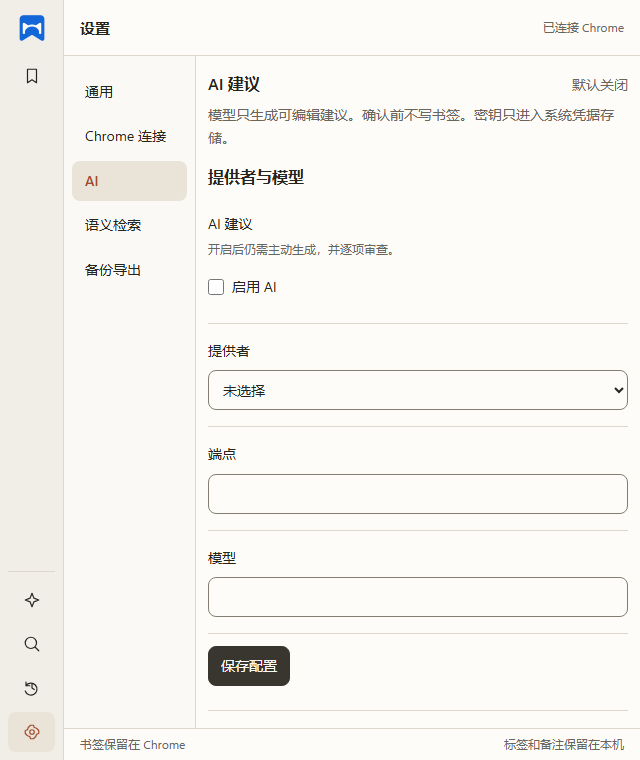 设置
已连接 Chrome
通用
Chrome 连接
AI
语义检索
备份导出
AI 建议
默认关闭
模型只生成可编辑建议。确认前不写书签。密钥只进入系统凭据存
储。
提供者与模型
AI 建议
开启后仍需主动生成，并逐项审查。
启用 AI
提供者
未选择
端点
模型
保存配置
书签保留在 Chrome
标签和备注保留在本机